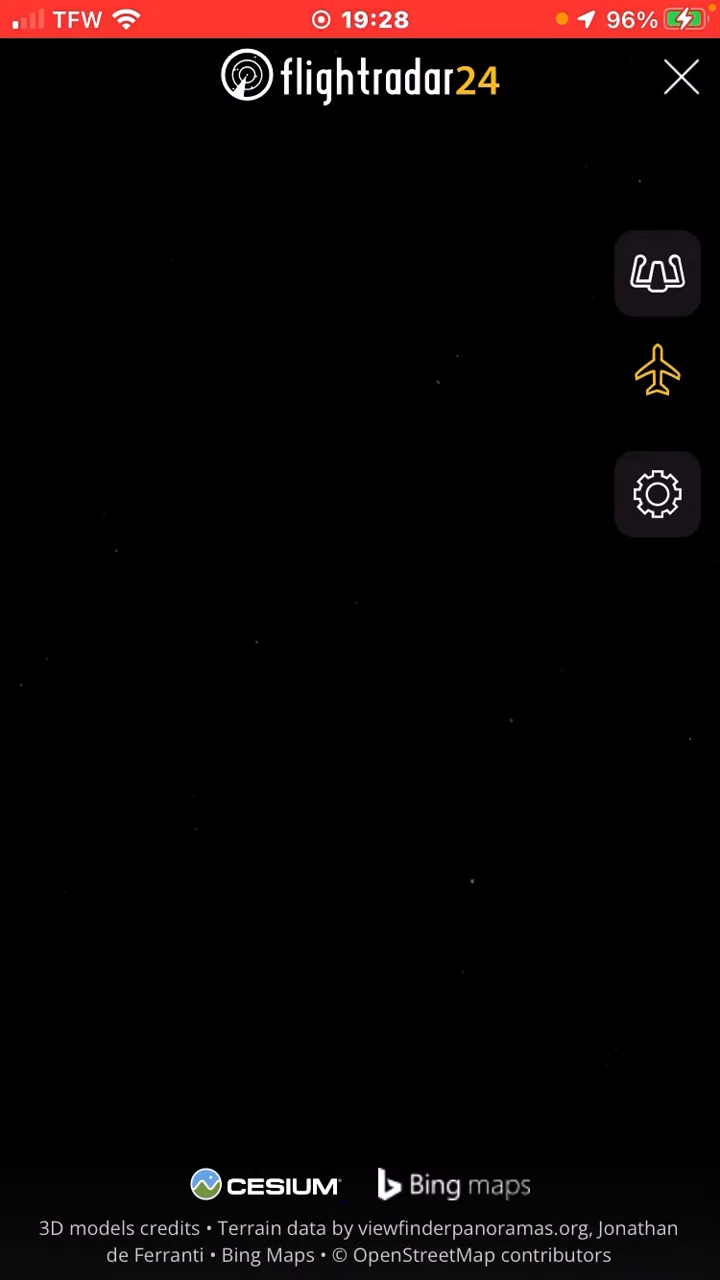 TFW 19:28 96%
flightradar24
CESIUM Bing maps
3D models credits • Terrain data by viewfinderpanoramas.org, Jonathan
de Ferranti • Bing Maps • © OpenStreetMap contributors